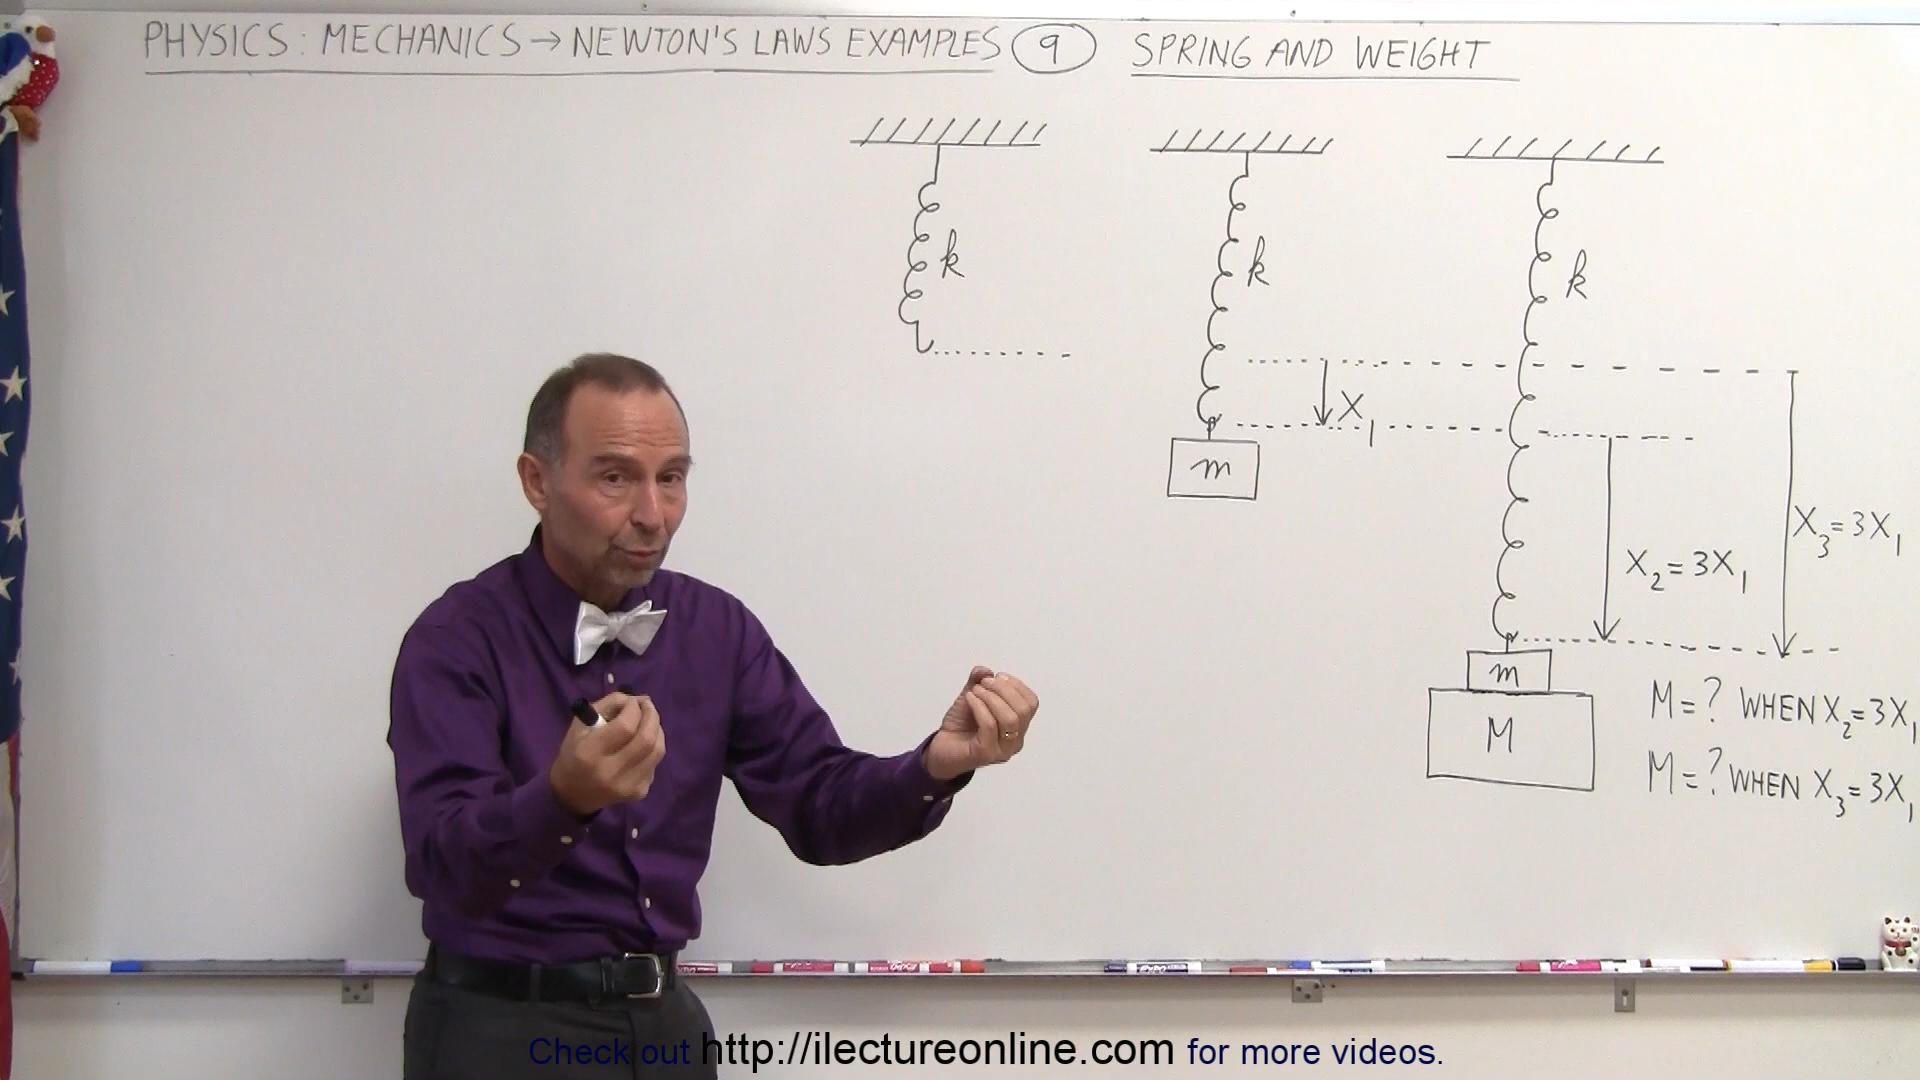 PHYSICS: MECHANICS → NEWTON'S LAWS EXAMPLES 9 SPRING AND WEIGHT
k
k
k
X₁
m
X₃=3X₁
X₂=3X₁
m
M
M=? WHEN X₂=3X₁
M=? WHEN X₃=3X₁
Check out http://ilectureonline.com for more videos.